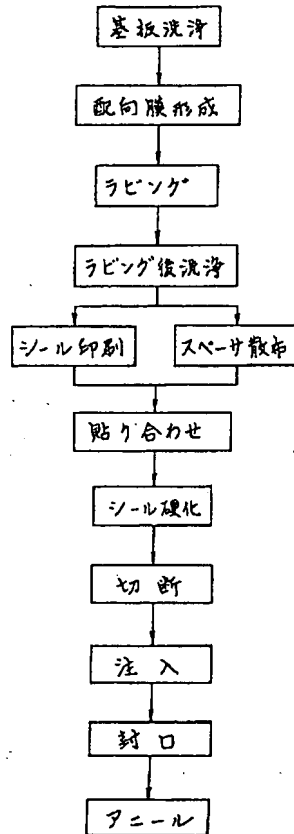 基板洗浄
配向膜形成
ラビング
ラビング後洗浄
シール印刷
スペーサ散布
貼り合わせ
シール硬化
切断
注入
封口
アニール